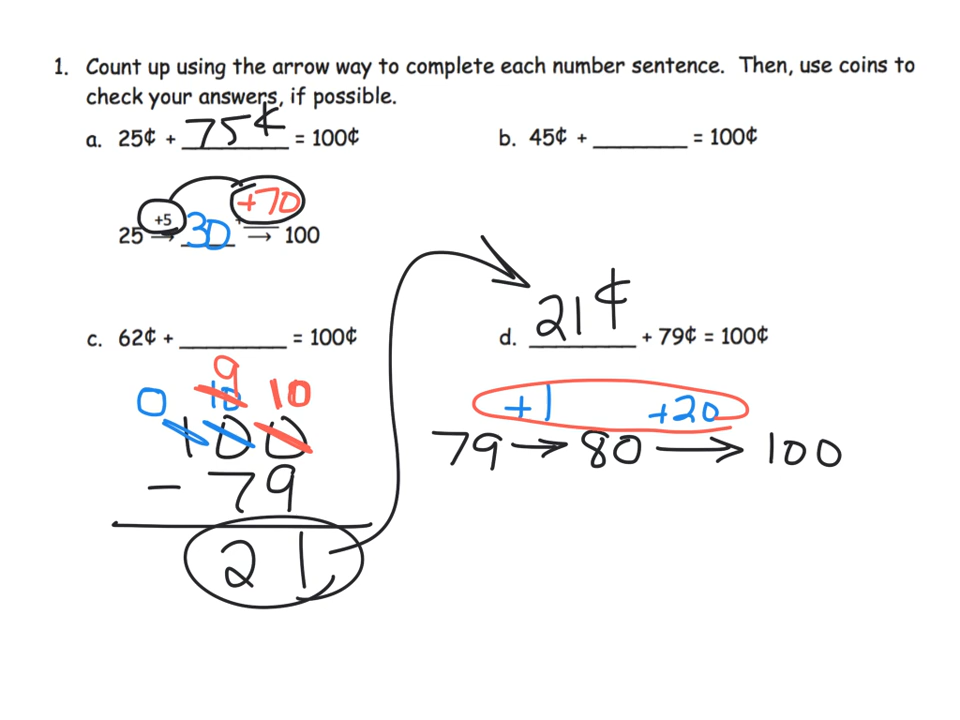 1. Count up using the arrow way to complete each number sentence. Then, use coins to
check your answers, if possible.
a. 25¢ + 75¢ = 100¢
b. 45¢ + ________ = 100¢
+5 +70
25 → 30 → 100
c. 62¢ + __________ = 100¢
d. 21¢ + 79¢ = 100¢
9
0 10 10
100
- 79
21
+1 +20
79 → 80 → 100